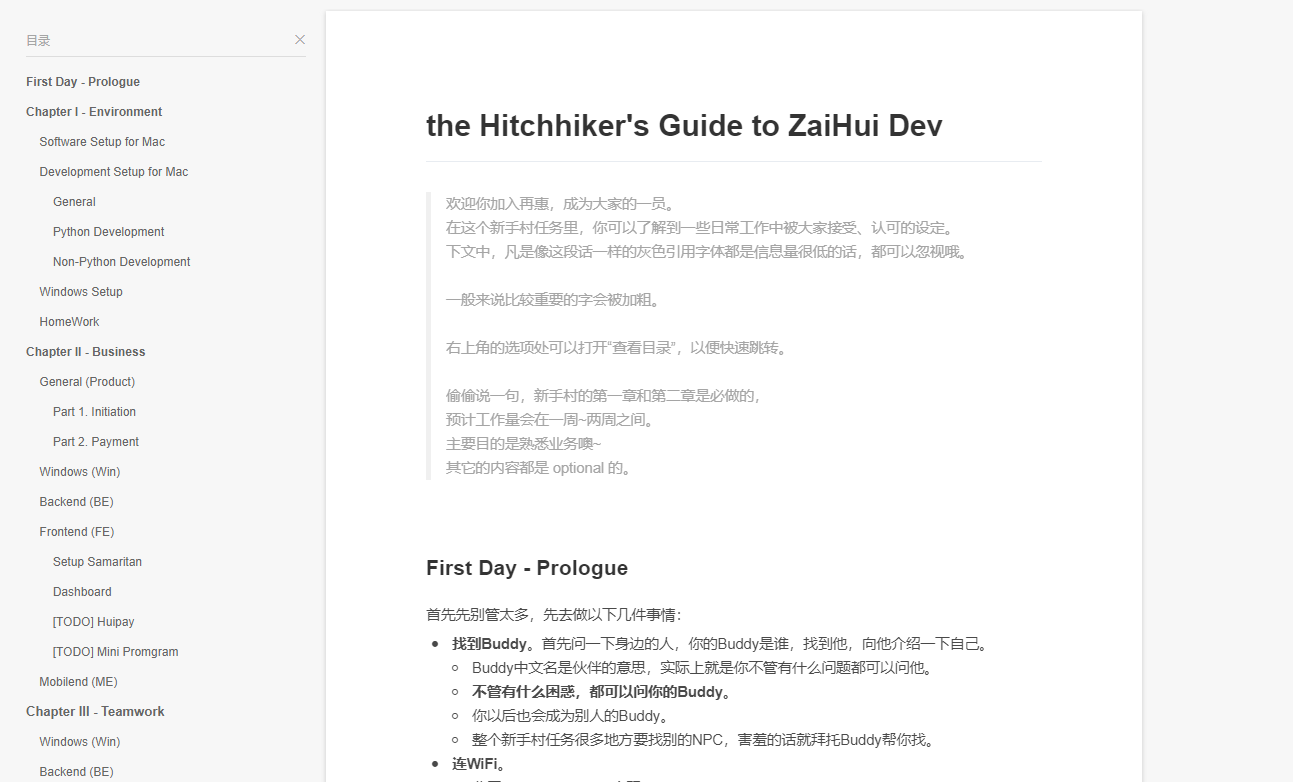 目录
First Day - Prologue
Chapter I - Environment
Software Setup for Mac
Development Setup for Mac
General
Python Development
Non-Python Development
Windows Setup
HomeWork
Chapter II - Business
General (Product)
Part 1. Initiation
Part 2. Payment
Windows (Win)
Backend (BE)
Frontend (FE)
Setup Samaritan
Dashboard
[TODO] Huipay
[TODO] Mini Promgram
Mobilend (ME)
Chapter III - Teamwork
Windows (Win)
Backend (BE)
the Hitchhiker's Guide to ZaiHui Dev
欢迎你加入再惠，成为大家的一员。
在这个新手村任务里，你可以了解到一些日常工作中被大家接受、认可的设定。
下文中，凡是像这段话一样的灰色引用字体都是信息量很低的话，都可以忽视哦。
一般来说比较重要的字会被加粗。
右上角的选项处可以打开“查看目录”，以便快速跳转。
偷偷说一句，新手村的第一章和第二章是必做的，
预计工作量会在一周~两周之间。
主要目的是熟悉业务噢~
其它的内容都是 optional 的。
First Day - Prologue
首先先别管太多，先去做以下几件事情：
找到Buddy。首先问一下身边的人，你的Buddy是谁，找到他，向他介绍一下自己。
Buddy中文名是伙伴的意思，实际上就是你不管有什么问题都可以问他。
不管有什么困惑，都可以问你的Buddy。
你以后也会成为别人的Buddy。
整个新手村任务很多地方要找别的NPC，害羞的话就拜托Buddy帮你找。
连WiFi。